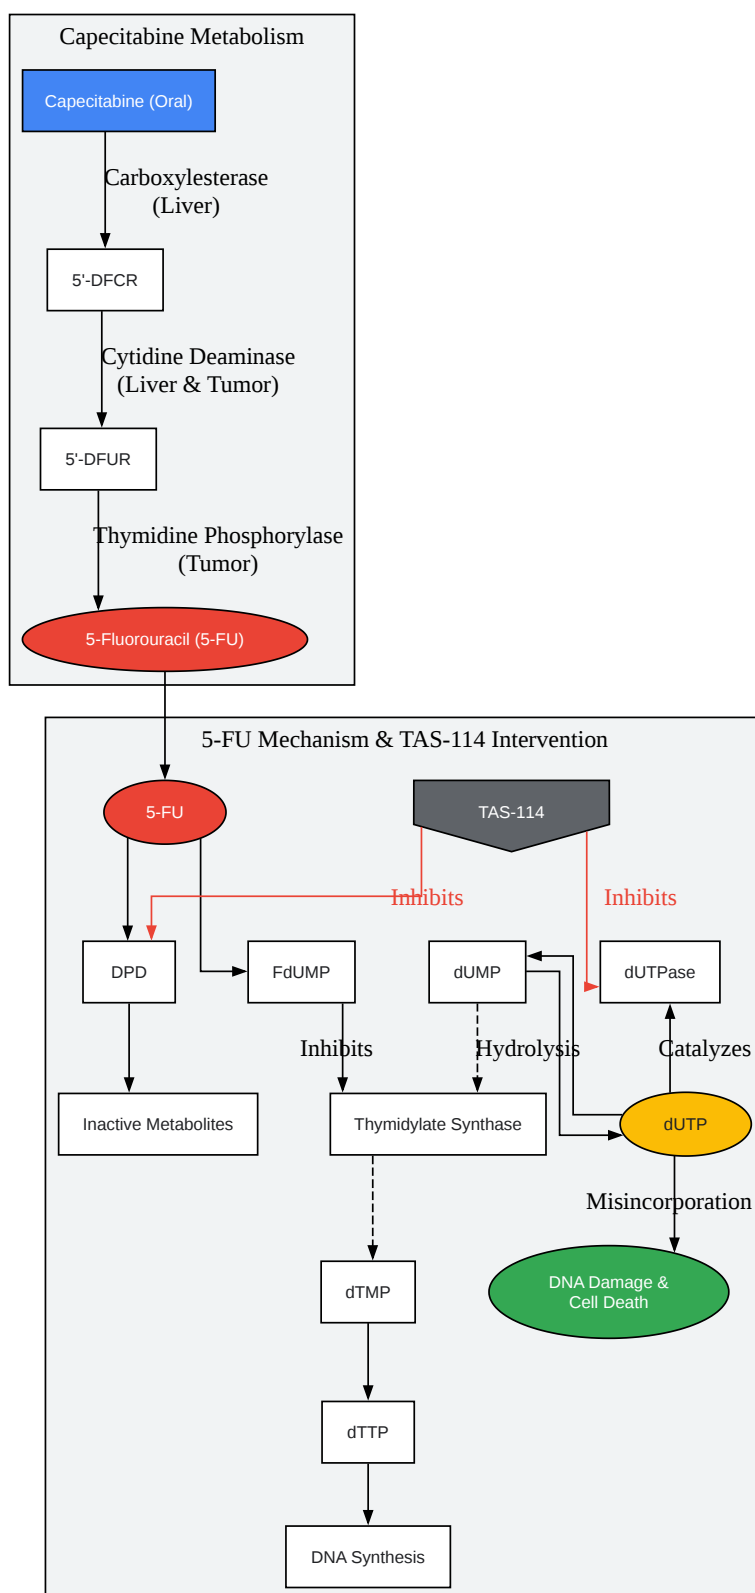 Capecitabine Metabolism
Capecitabine (Oral)
Carboxylesterase
(Liver)
5'-DFCR
Cytidine Deaminase
(Liver & Tumor)
5'-DFUR
Thymidine Phosphorylase
(Tumor)
5-Fluorouracil (5-FU)
5-FU Mechanism & TAS-114 Intervention
5-FU
TAS-114
Inhibits
Inhibits
DPD
FdUMP
dUMP
dUTPase
Inhibits
Hydrolysis
Catalyzes
Inactive Metabolites
Thymidylate Synthase
dUTP
Misincorporation
dTMP
DNA Damage &
Cell Death
dTTP
DNA Synthesis